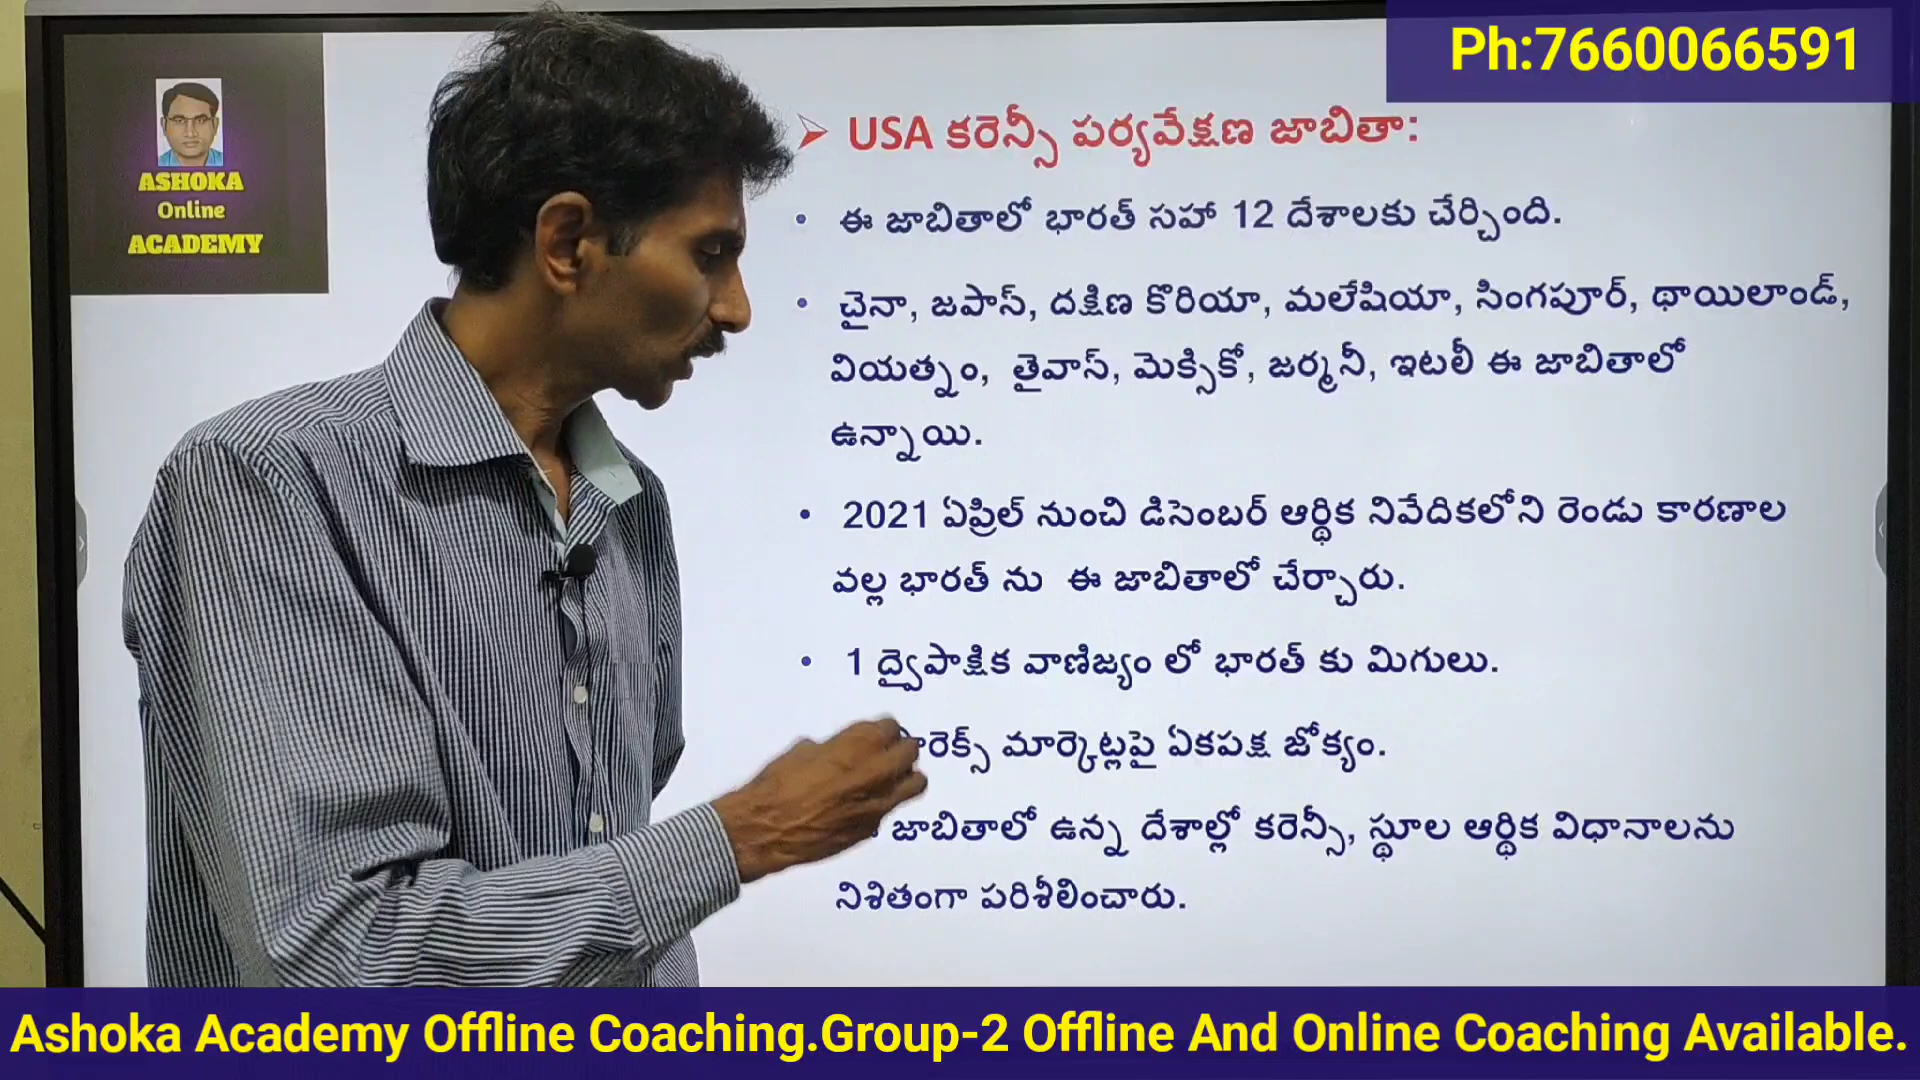 Ph:7660066591
ASHOKA
Online
ACADEMY
➢ USA కరెన్సీ పర్యవేక్షణ జాబితా:
• ఈ జాబితాలో భారత్ సహా 12 దేశాలకు చేర్చింది.
• చైనా, జపాస్, దక్షిణ కొరియా, మలేషియా, సింగపూర్, థాయిలాండ్,
వియత్నం, తైవాస్, మెక్సికో, జర్మనీ, ఇటలీ ఈ జాబితాలో
ఉన్నాయి.
• 2021 ఏప్రిల్ నుంచి డిసెంబర్ ఆర్థిక నివేదికలోని రెండు కారణాల
వల్ల భారత్ ను ఈ జాబితాలో చేర్చారు.
• 1 ద్వైపాక్షిక వాణిజ్యం లో భారత్ కు మిగులు.
మార్కెట్లపై ఏకపక్ష జోక్యం.
జాబితాలో ఉన్న దేశాల్లో కరెన్సీ, స్థూల ఆర్థిక విధానాలను
నిశితంగా పరిశీలించారు.
Ashoka Academy Offline Coaching.Group-2 Offline And Online Coaching Available.